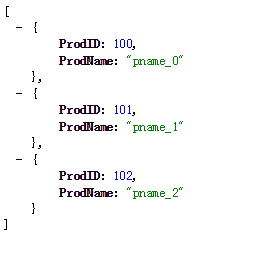 [
- {
ProdID: 100,
ProdName: "pname_0"
},
- {
ProdID: 101,
ProdName: "pname_1"
},
- {
ProdID: 102,
ProdName: "pname_2"
}
]